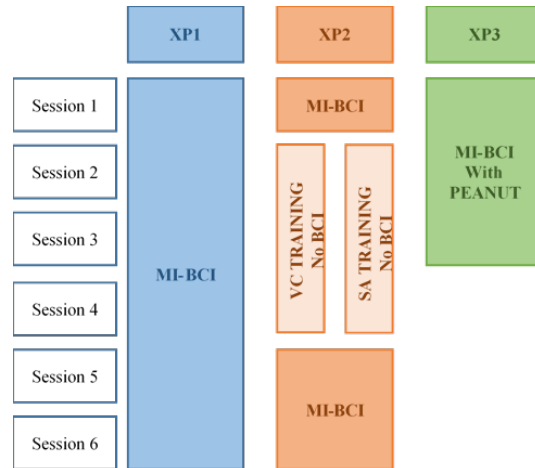 XP1
XP2
XP3
Session 1
Session 2
Session 3
Session 4
Session 5
Session 6
MI-BCI
MI-BCI
VC TRAINING
No BCI
SA TRAINING
No BCI
MI-BCI
MI-BCI
With
PEANUT